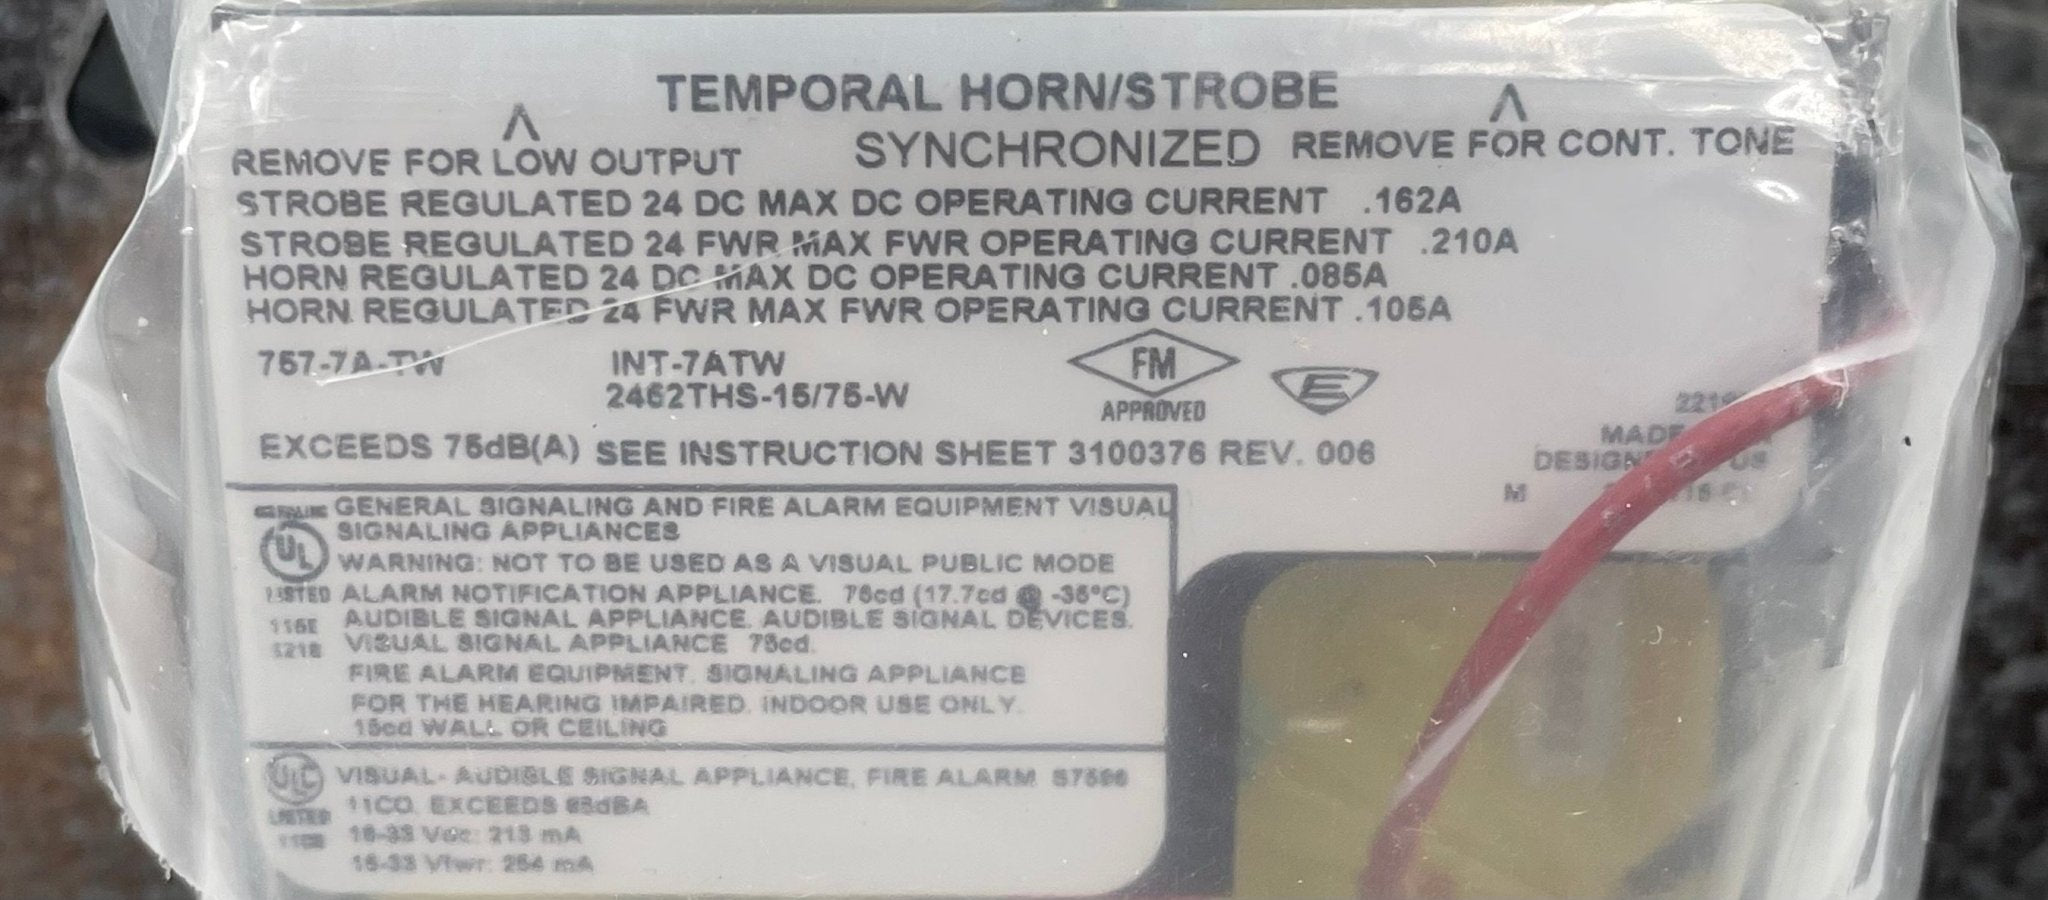 TEMPORAL HORN/STROBE
SYNCHRONIZED
REMOVE FOR LOW OUTPUT
REMOVE FOR CONT. TONE
STROBE REGULATED 24 DC MAX DC OPERATING CURRENT .162A
STROBE REGULATED 24 FWR MAX FWR OPERATING CURRENT .210A
HORN REGULATED 24 DC MAX DC OPERATING CURRENT .085A
HORN REGULATED 24 FWR MAX FWR OPERATING CURRENT .105A
757-7A-TW INT-7ATW
2452THS-15/75-W
FM
APPROVED
E
EXCEEDS 75dB(A) SEE INSTRUCTION SHEET 3100376 REV. 006
MADE
M
GENERAL SIGNALING AND FIRE ALARM EQUIPMENT VISUAL
SIGNALING APPLIANCES
UL
LISTED
WARNING: NOT TO BE USED AS A VISUAL PUBLIC MODE
ALARM NOTIFICATION APPLIANCE. 75cd (17.7cd @ -35°C)
AUDIBLE SIGNAL APPLIANCE. AUDIBLE SIGNAL DEVICES.
VISUAL SIGNAL APPLIANCE 75cd.
FIRE ALARM EQUIPMENT. SIGNALING APPLIANCE
FOR THE HEARING IMPAIRED. INDOOR USE ONLY.
15cd WALL OR CEILING
ULC
LISTED
VISUAL- AUDIBLE SIGNAL APPLIANCE, FIRE ALARM
11CO. EXCEEDS
16-33 Vdc: 213 mA
16-33 Vfwr: 254 mA